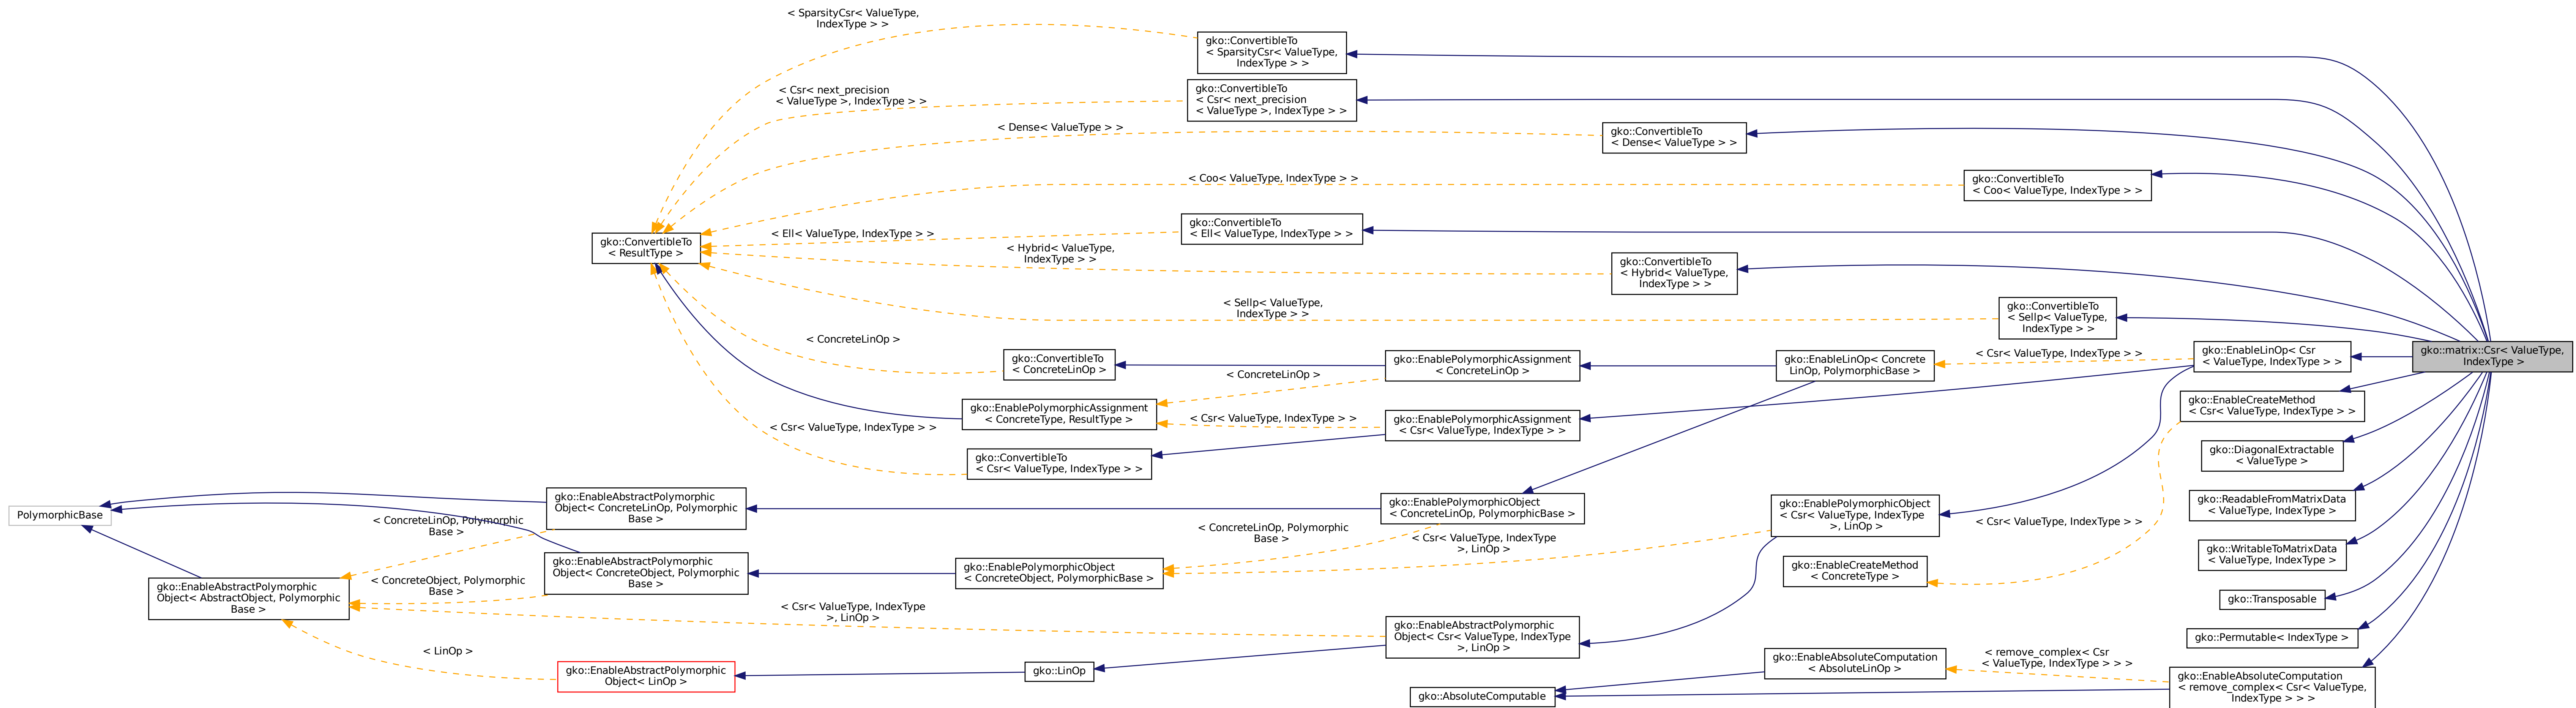 < SparsityCsr< ValueType,
IndexType > >
gko::ConvertibleTo
< SparsityCsr< ValueType,
IndexType > >
< Csr< next_precision
< ValueType >, IndexType > >
gko::ConvertibleTo
< Csr< next_precision
< ValueType >, IndexType > >
< Dense< ValueType > >
gko::ConvertibleTo
< Dense< ValueType > >
< Coo< ValueType, IndexType > >
gko::ConvertibleTo
< Coo< ValueType, IndexType > >
gko::ConvertibleTo
< ResultType >
< Ell< ValueType, IndexType > >
gko::ConvertibleTo
< Ell< ValueType, IndexType > >
< Hybrid< ValueType,
IndexType > >
gko::ConvertibleTo
< Hybrid< ValueType,
IndexType > >
< Sellp< ValueType,
IndexType > >
gko::ConvertibleTo
< Sellp< ValueType,
IndexType > >
< ConcreteLinOp >
gko::ConvertibleTo
< ConcreteLinOp >
gko::EnablePolymorphicAssignment
< ConcreteLinOp >
gko::EnableLinOp< Concrete
LinOp, PolymorphicBase >
< Csr< ValueType, IndexType > >
gko::EnableLinOp< Csr
< ValueType, IndexType > >
gko::matrix::Csr< ValueType,
IndexType >
< ConcreteLinOp >
gko::EnablePolymorphicAssignment
< ConcreteType, ResultType >
< Csr< ValueType, IndexType > >
gko::EnablePolymorphicAssignment
< Csr< ValueType, IndexType > >
gko::EnableCreateMethod
< Csr< ValueType, IndexType > >
< Csr< ValueType, IndexType > >
gko::ConvertibleTo
< Csr< ValueType, IndexType > >
gko::DiagonalExtractable
< ValueType >
gko::ReadableFromMatrixData
< ValueType, IndexType >
PolymorphicBase
gko::EnableAbstractPolymorphic
Object< ConcreteLinOp, Polymorphic
Base >
gko::EnablePolymorphicObject
< ConcreteLinOp, PolymorphicBase >
gko::EnablePolymorphicObject
< Csr< ValueType, IndexType
>, LinOp >
< Csr< ValueType, IndexType > >
< ConcreteLinOp, Polymorphic
Base >
< ConcreteLinOp, Polymorphic
Base >
< Csr< ValueType, IndexType
>, LinOp >
gko::WritableToMatrixData
< ValueType, IndexType >
gko::EnableAbstractPolymorphic
Object< AbstractObject, Polymorphic
Base >
< ConcreteObject, Polymorphic
Base >
gko::EnableAbstractPolymorphic
Object< ConcreteObject, Polymorphic
Base >
gko::EnablePolymorphicObject
< ConcreteObject, PolymorphicBase >
gko::EnableCreateMethod
< ConcreteType >
gko::Transposable
< Csr< ValueType, IndexType
>, LinOp >
gko::EnableAbstractPolymorphic
Object< Csr< ValueType, IndexType
>, LinOp >
gko::Permutable< IndexType >
< LinOp >
gko::EnableAbstractPolymorphic
Object< LinOp >
gko::LinOp
gko::EnableAbsoluteComputation
< AbsoluteLinOp >
< remove_complex< Csr
< ValueType, IndexType > > >
gko::AbsoluteComputable
gko::EnableAbsoluteComputation
< remove_complex< Csr< ValueType,
IndexType > > >